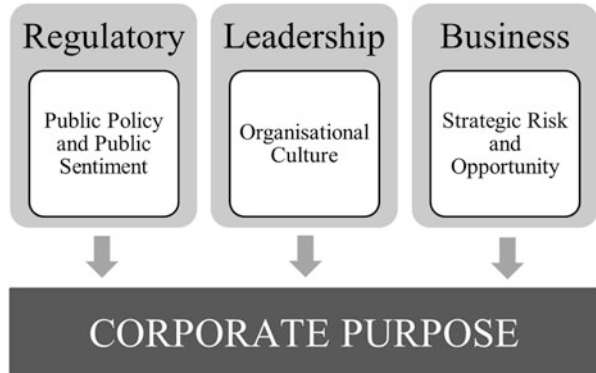 Regulatory
Leadership
Business
Public Policy
and Public
Sentiment
Organisational
Culture
Strategic Risk
and
Opportunity
CORPORATE PURPOSE